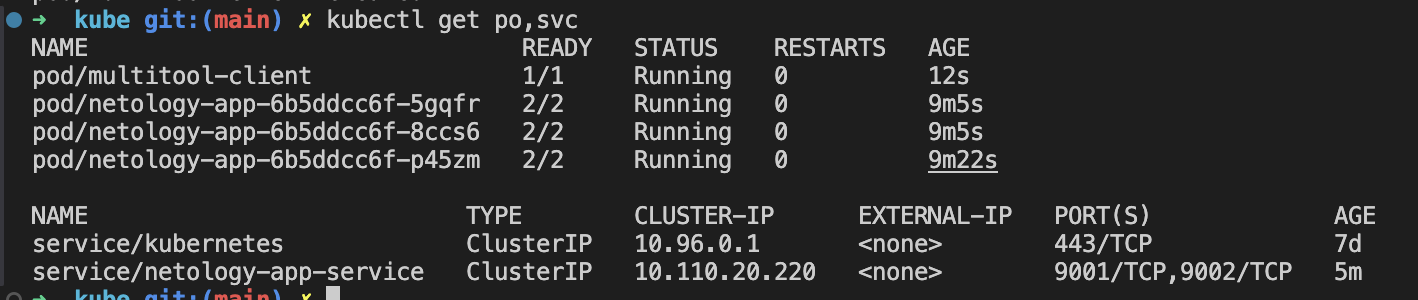 ➜ kube git:(main) ✗ kubectl get po,svc
NAME READY STATUS RESTARTS AGE
pod/multitool-client 1/1 Running 0 12s
pod/netology-app-6b5ddcc6f-5gqfr 2/2 Running 0 9m5s
pod/netology-app-6b5ddcc6f-8ccs6 2/2 Running 0 9m5s
pod/netology-app-6b5ddcc6f-p45zm 2/2 Running 0 9m22s
NAME TYPE CLUSTER-IP EXTERNAL-IP PORT(S) AGE
service/kubernetes ClusterIP 10.96.0.1 <none> 443/TCP 7d
service/netology-app-service ClusterIP 10.110.20.220 <none> 9001/TCP,9002/TCP 5m
➜ kube git:(main) ✗